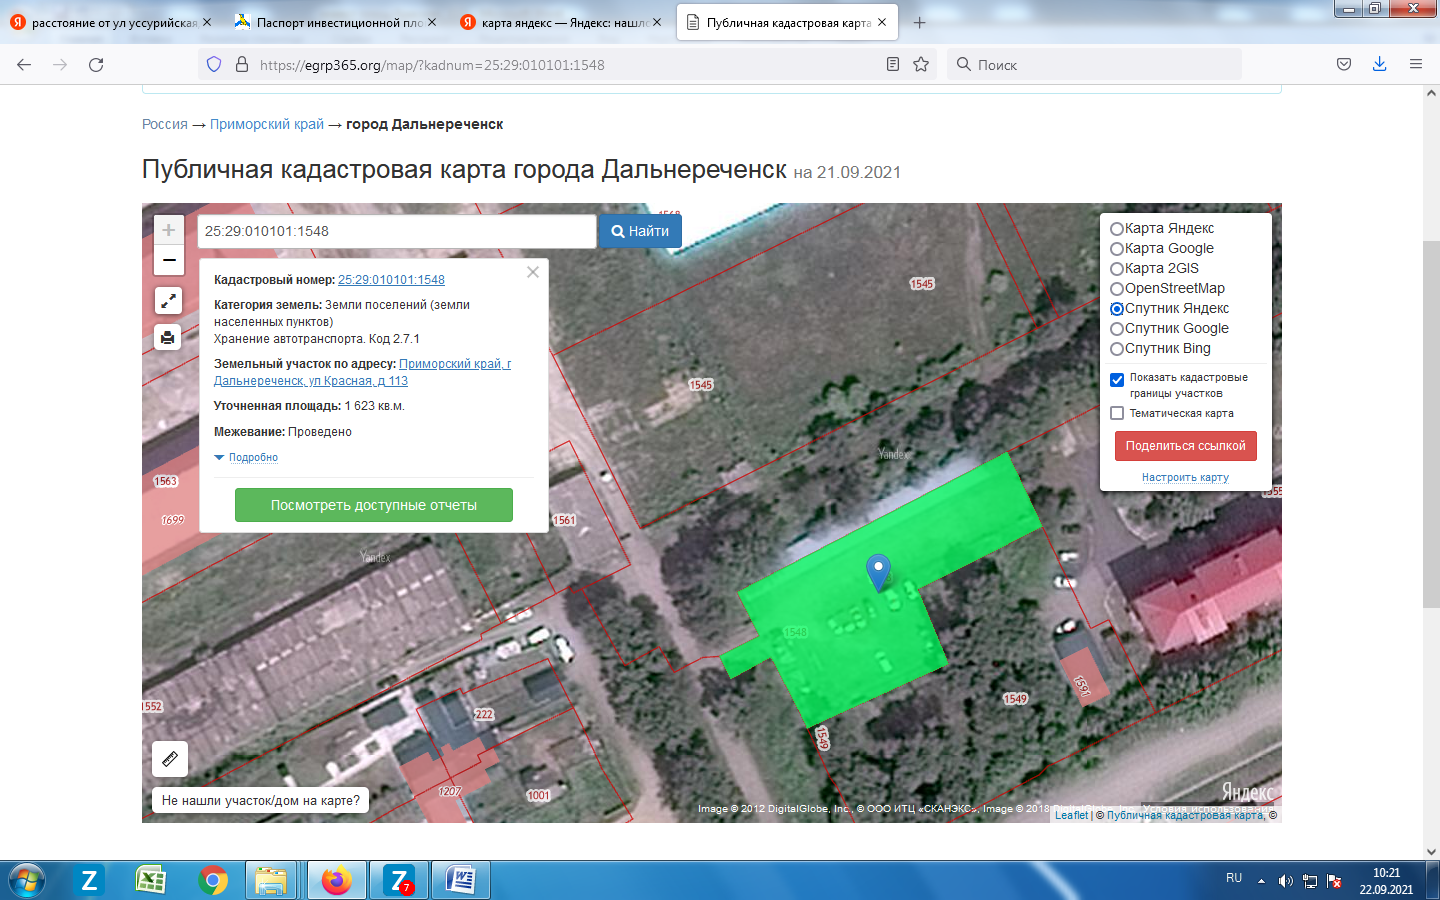 расстояние от ул уссурийская
Паспорт инвестиционной пло
карта яндекс — Яндекс: нашло
Публичная кадастровая карта
https://egrp365.org/map/?kadnum=25:29:010101:1548
Поиск
Россия → Приморский край → город Дальнереченск
Публичная кадастровая карта города Дальнереченск на 21.09.2021
25:29:010101:1548
Найти
Кадастровый номер: 25:29:010101:1548
Категория земель: Земли поселений (земли
населенных пунктов)
Хранение автотранспорта. Код 2.7.1
Земельный участок по адресу: Приморский край, г
Дальнереченск, ул Красная, д 113
Уточненная площадь: 1 623 кв.м.
Межевание: Проведено
Подробно
Посмотреть доступные отчеты
Карта Яндекс
Карта Google
Карта 2GIS
OpenStreetMap
Спутник Яндекс
Спутник Google
Спутник Bing
Показать кадастровые
границы участков
Тематическая карта
Поделиться ссылкой
Настроить карту
1545
1545
Yandex
1563
1699
1561
Yandex
1548
1552
222
1549
1549
1591
1207
1001
Не нашли участок/дом на карте?
Яндекс
Image © 2012 DigitalGlobe, Inc., © ООО ИТЦ «СКАНЭКС», Image © 2018 DigitalGlobe, Inc. Условия использования
Leaflet | © Публичная кадастровая карта, ©
Z
Z
7
RU
10:21
22.09.2021